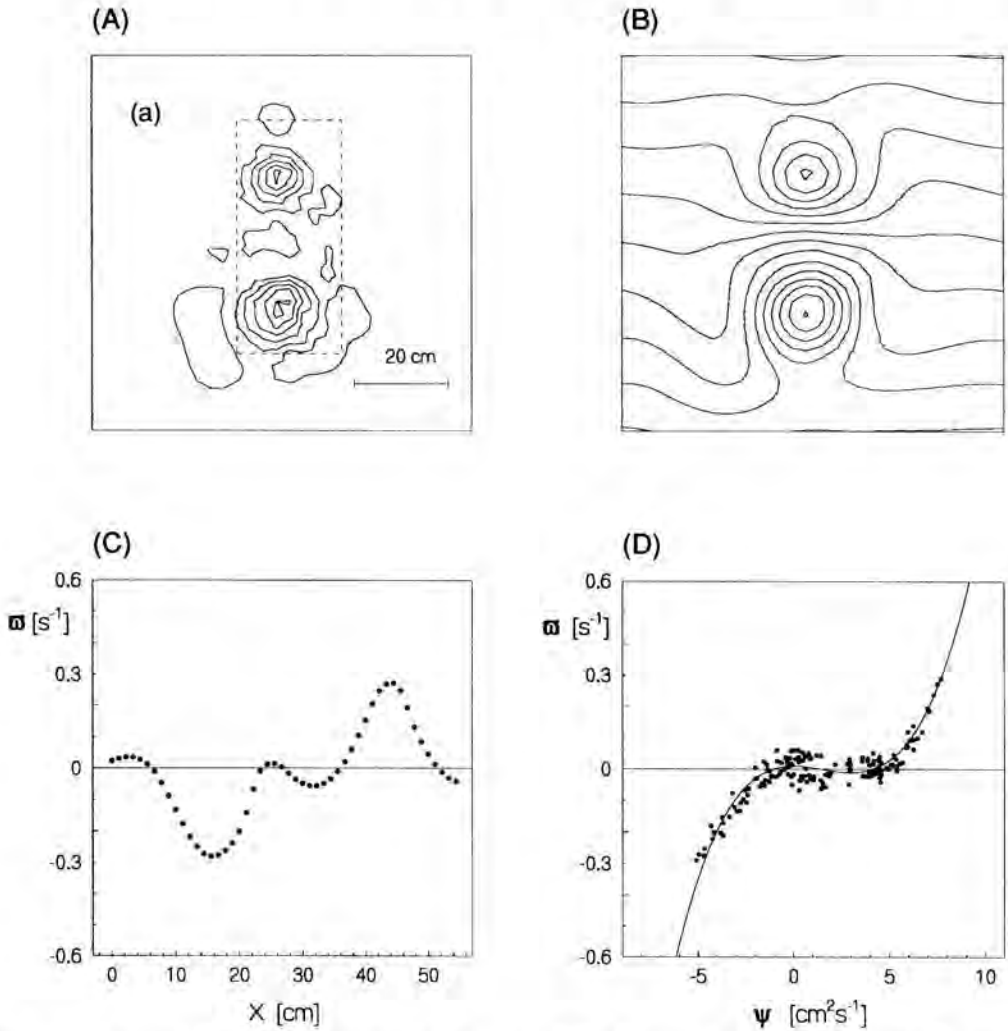 (A)
(B)
(a)
20 cm
(C)
(D)
0.6
ϖ [s⁻¹]
0.3
0
-0.3
-0.6
0 10 20 30 40 50
X [cm]
0.6
ϖ [s⁻¹]
0.3
0
-0.3
-0.6
-5 0 5 10
Ψ [cm²s⁻¹]